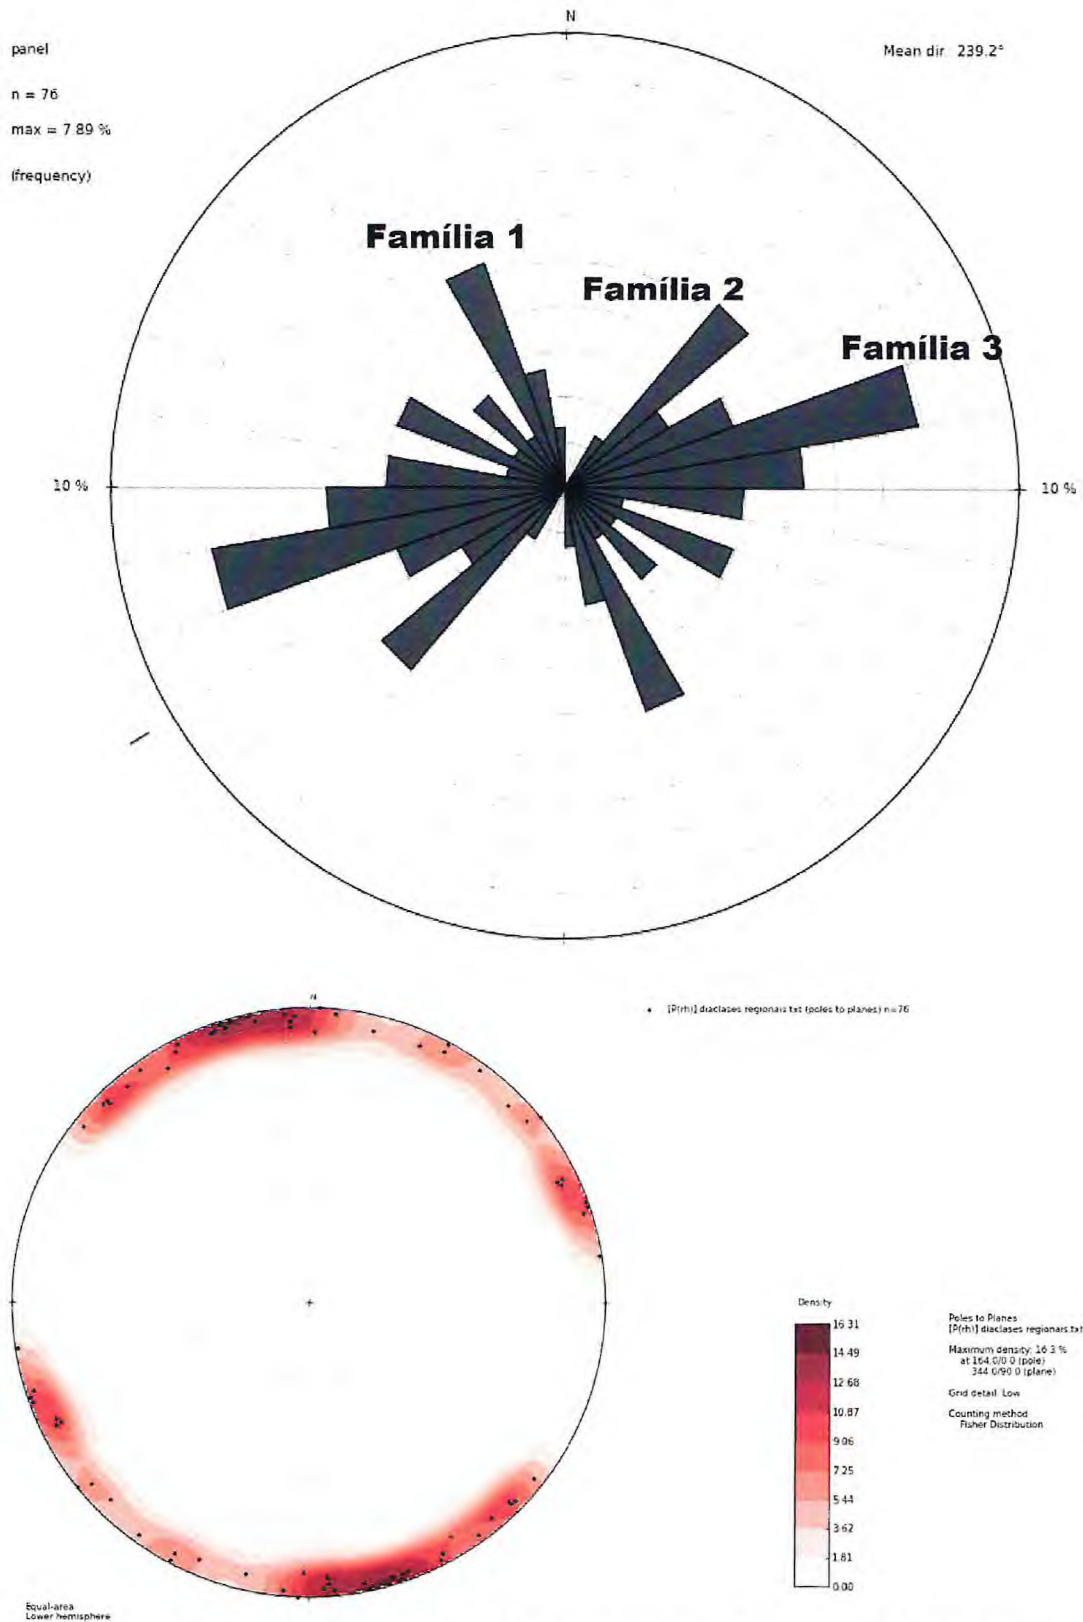 N
panel
Mean dir 239.2°
n = 76
max = 7 89 %
(frequency)
Família 1
Família 2
Família 3
10 %
10 %
N
[P(rh)] diaclases regionais txt (poles to planes) n=76
Density
16 31
14 49
12 68
10.87
9 06
7 25
5 44
3 62
1 81
0 00
Poles to Planes
[P(rh)] diaclases regionais.txt
Maximum density: 16 3 %
at 164.0/0 0 (pole)
344 0/90 0 (plane)
Grid detail Low
Counting method
Fisher Distribution
Equal-area
Lower hemisphere